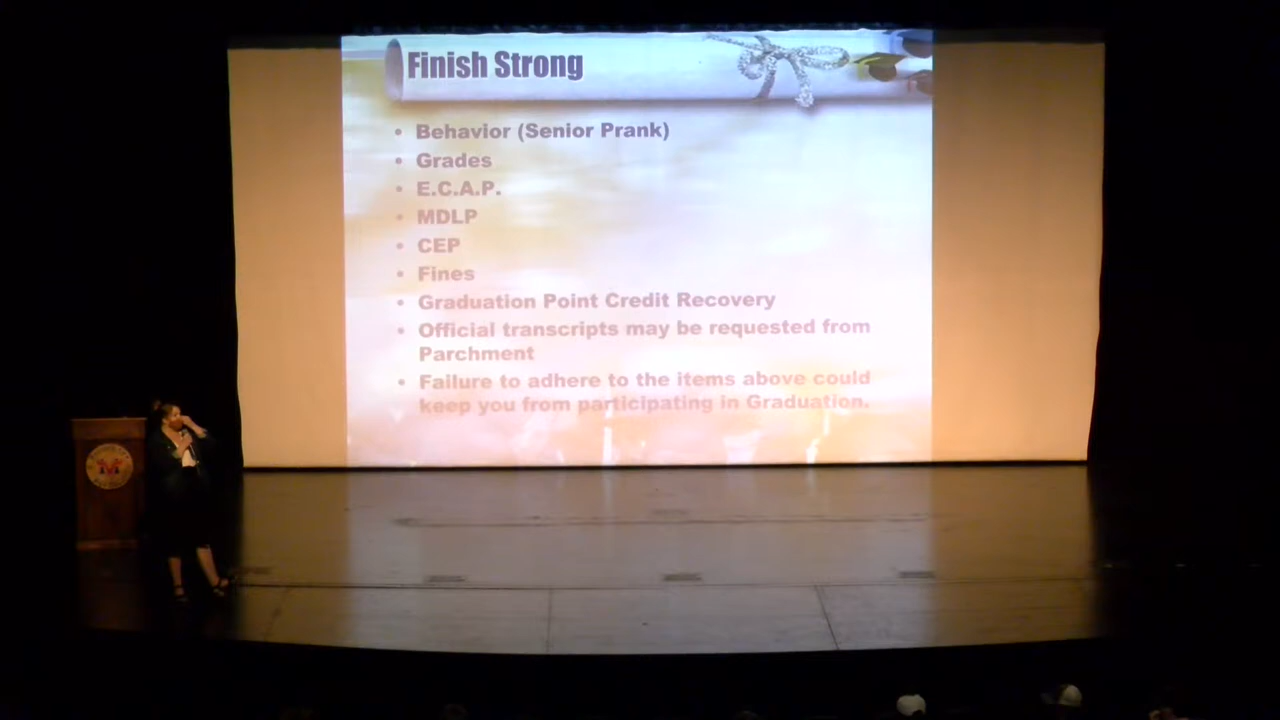 Finish Strong
• Behavior (Senior Prank)
• Grades
• E.C.A.P.
• MDLP
• CEP
• Fines
• Graduation Point Credit Recovery
• Official transcripts may be requested from
Parchment
• Failure to adhere to the items above could
keep you from participating in Graduation.